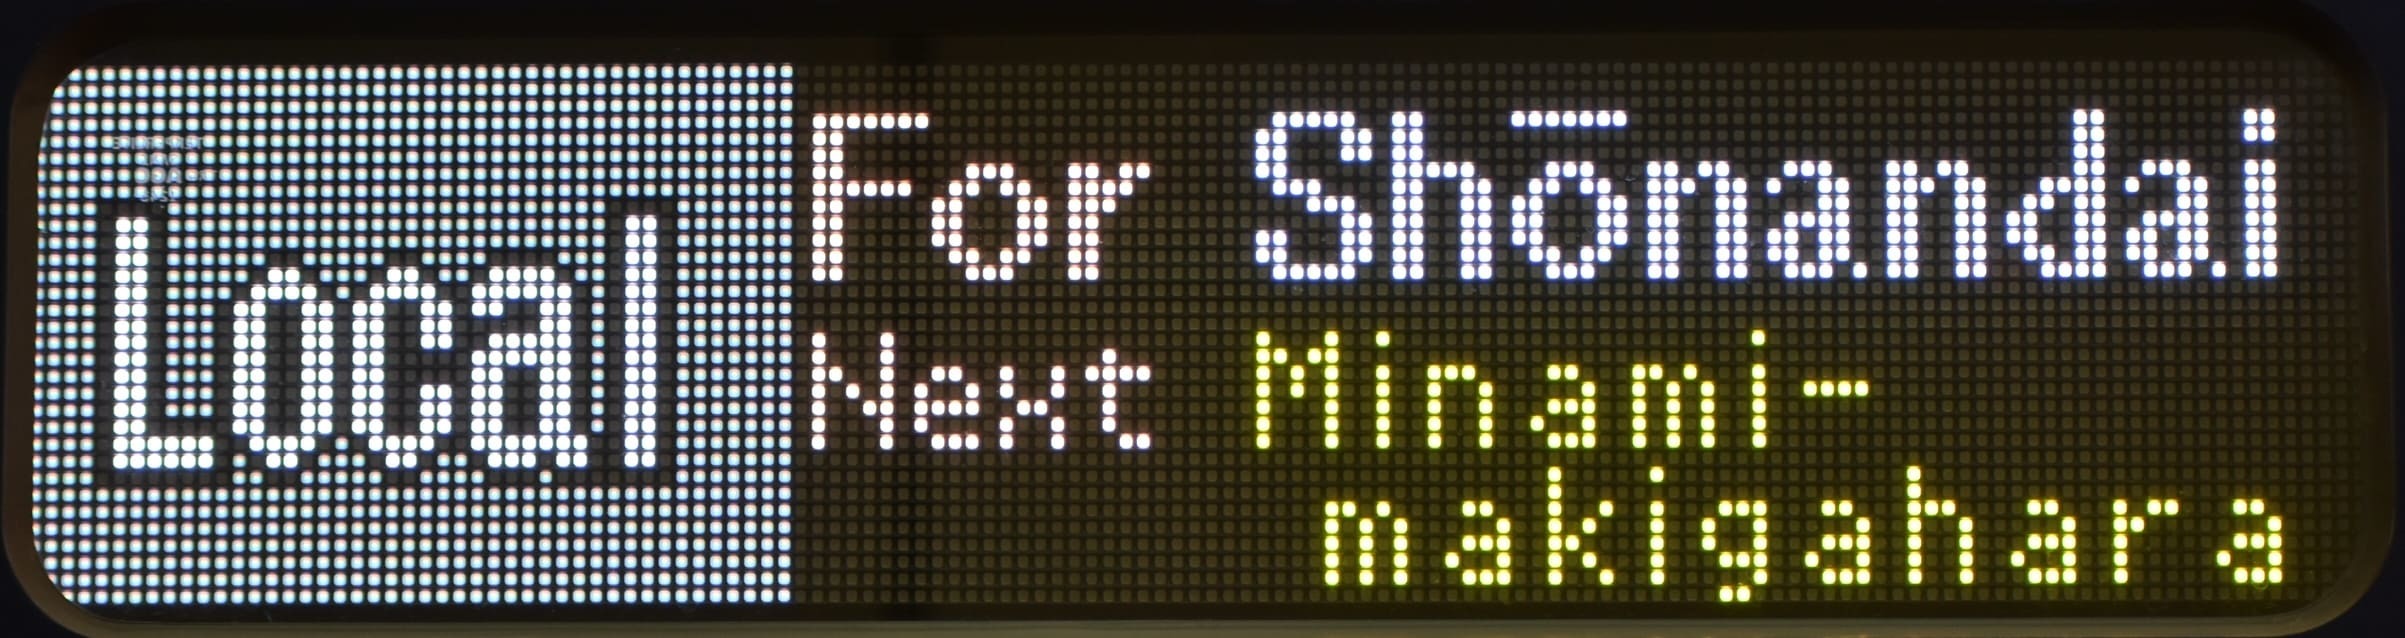 Local
For Shōnandai
Next Minami-
makigahara